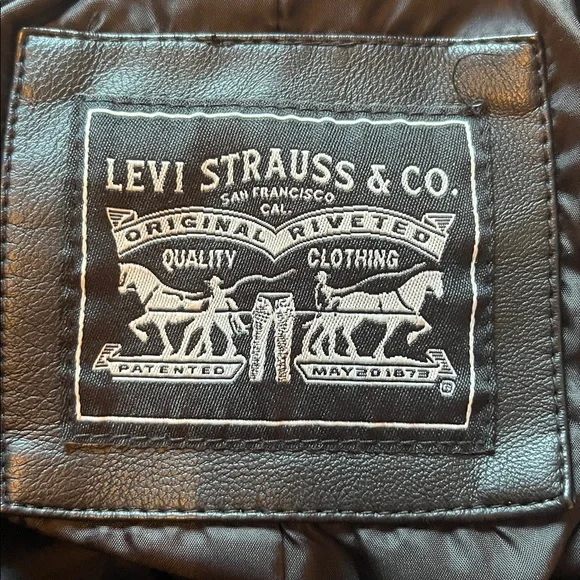 LEVI STRAUSS & CO.
SAN FRANCISCO
CAL.
ORIGINAL RIVETED
QUALITY CLOTHING
PATENTED MAY 20 1873
®